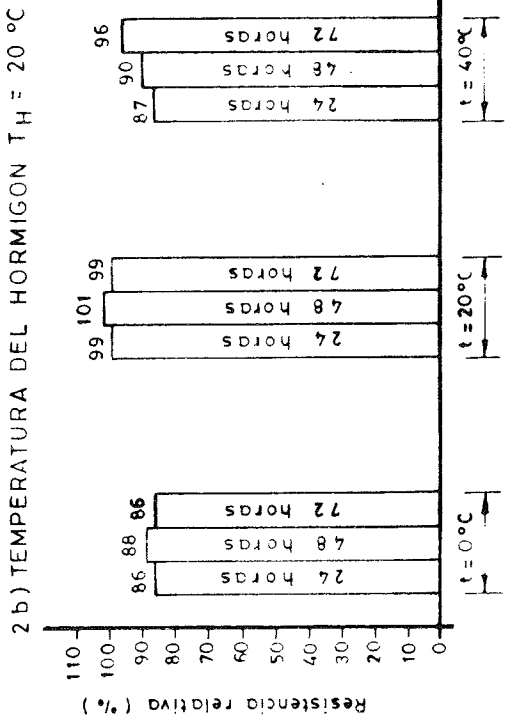 2b) TEMPERATURA DEL HORMIGON TH = 20 °C
Resistencia relativa (%)
110
100
90
80
70
60
50
40
30
20
10
0
86
88
86
24 horas
48 horas
72 horas
t = 0°C
99
101
99
24 horas
48 horas
72 horas
t = 20°C
87
90
96
24 horas
48 horas
72 horas
t = 40°C